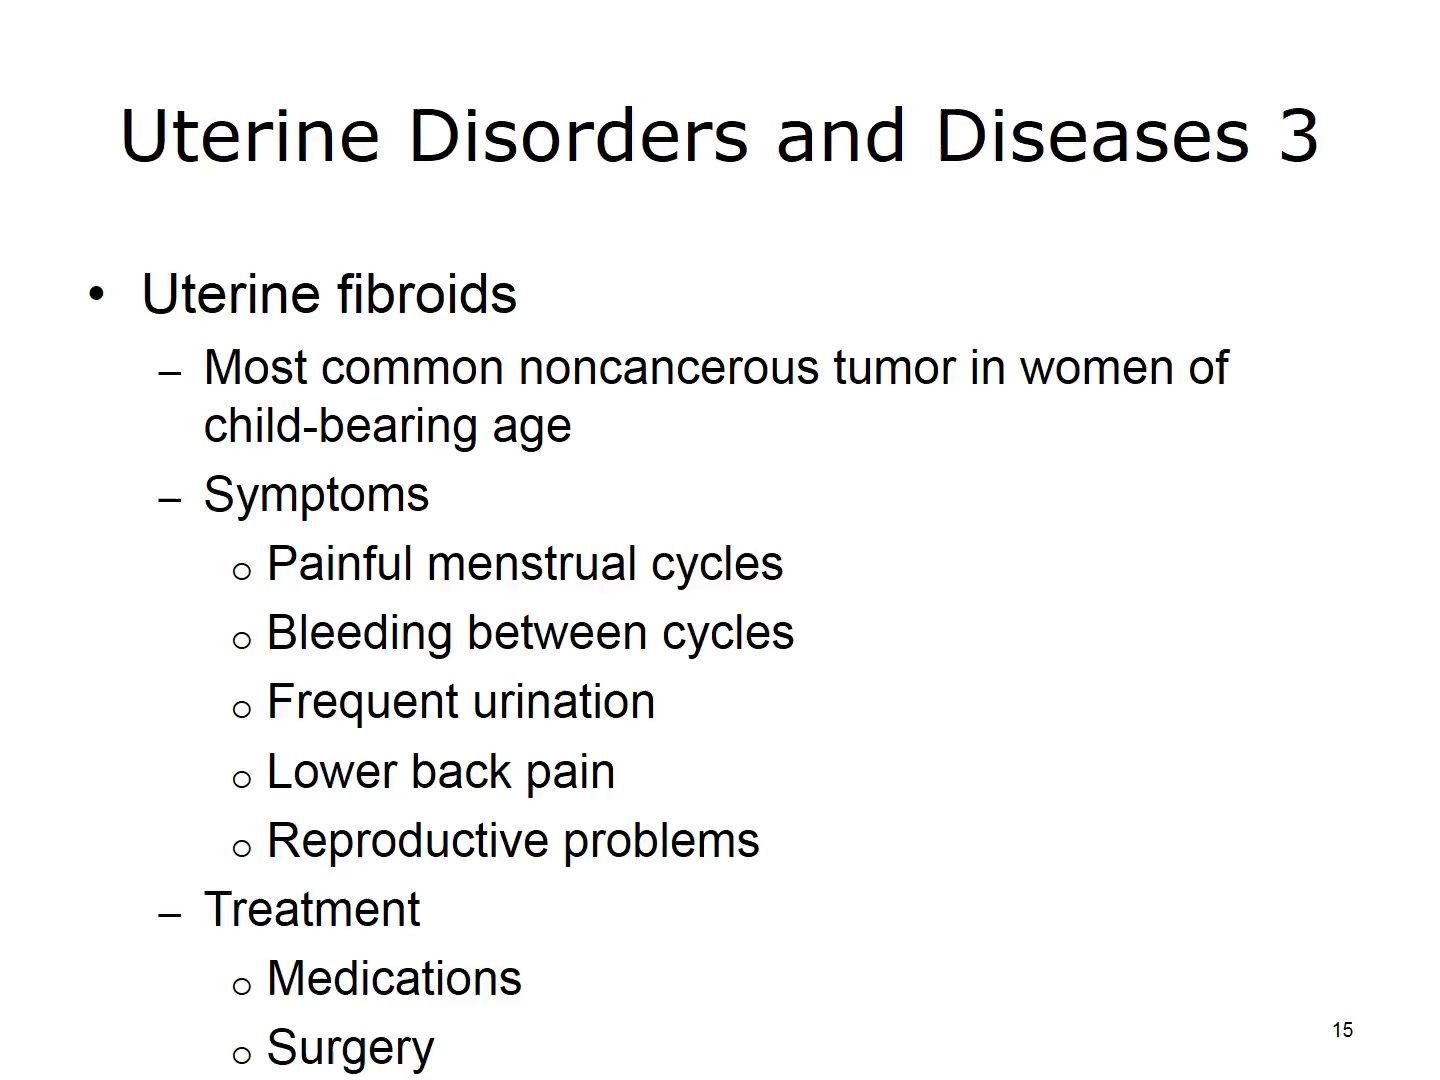 Uterine Disorders and Diseases 3
• Uterine fibroids
– Most common noncancerous tumor in women of
child-bearing age
– Symptoms
o Painful menstrual cycles
o Bleeding between cycles
o Frequent urination
o Lower back pain
o Reproductive problems
– Treatment
o Medications
o Surgery
15